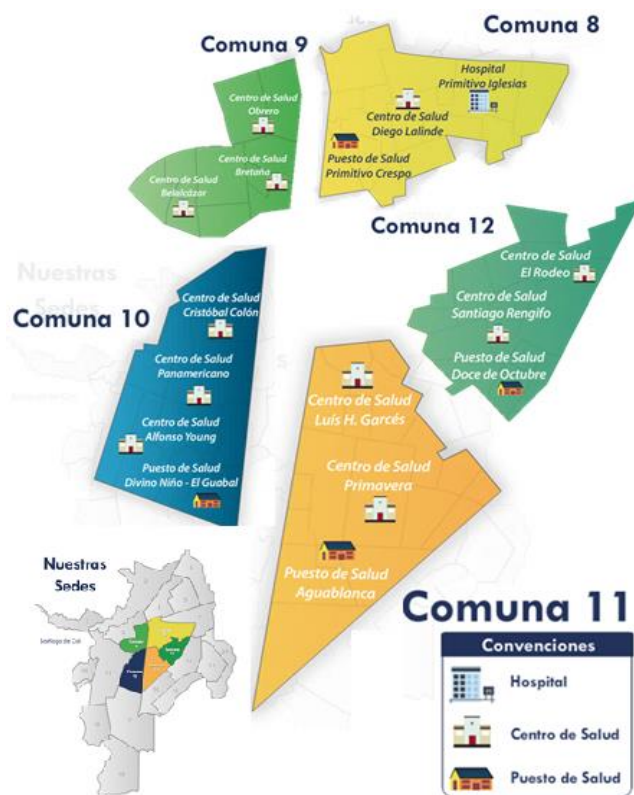 Comuna 9
Centro de Salud
Obrero
Centro de Salud
Bretaña
Centro de Salud
Belalcázar
Comuna 8
Hospital
Primitivo Iglesias
Centro de Salud
Diego Lalinde
Puesto de Salud
Primitivo Crespo
Comuna 12
Centro de Salud
El Rodeo
Centro de Salud
Santiago Rengifo
Puesto de Salud
Doce de Octubre
Nuestras
Sedes
Comuna 10
Centro de Salud
Cristóbal Colón
Centro de Salud
Panamericano
Centro de Salud
Alfonso Young
Puesto de Salud
Divino Niño - El Guabal
Centro de Salud
Luis H. Garcés
Centro de Salud
Primavera
Puesto de Salud
Aguablanca
Comuna 11
Nuestras
Sedes
Santiago de Cali
Convenciones
Hospital
Centro de Salud
Puesto de Salud